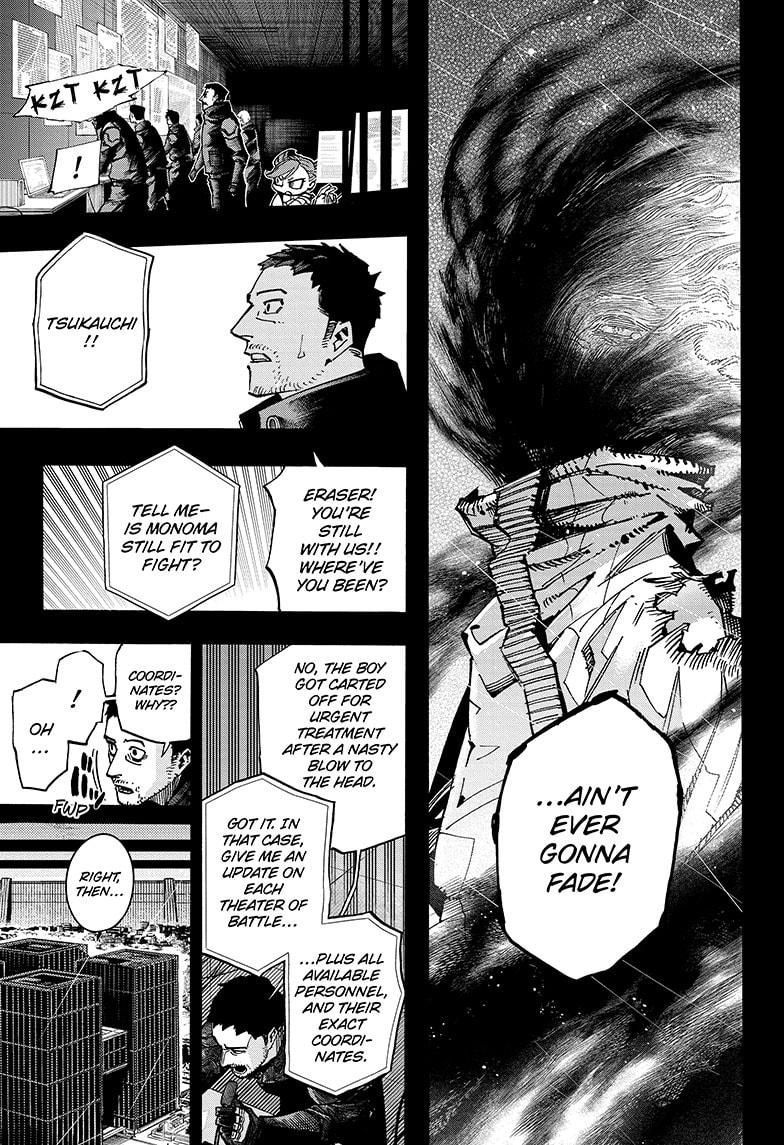 ...AIN'T
EVER
GONNA
FADE!
KZT KZT
!
TSUKAUCHI
!!
ERASER!
YOU'RE
STILL
WITH US!!
WHERE'VE
YOU BEEN?
TELL ME—
IS MONOMA
STILL FIT TO
FIGHT?
NO, THE BOY
GOT CARTED
OFF FOR
URGENT
TREATMENT
AFTER A NASTY
BLOW TO
THE HEAD.
GOT IT. IN
THAT CASE,
GIVE ME AN
UPDATE ON
EACH
THEATER OF
BATTLE...
...PLUS ALL
AVAILABLE
PERSONNEL,
AND THEIR
EXACT
COORDI-
NATES.
COORDI-
NATES?
WHY??
!
OH
...
FWP
RIGHT,
THEN...